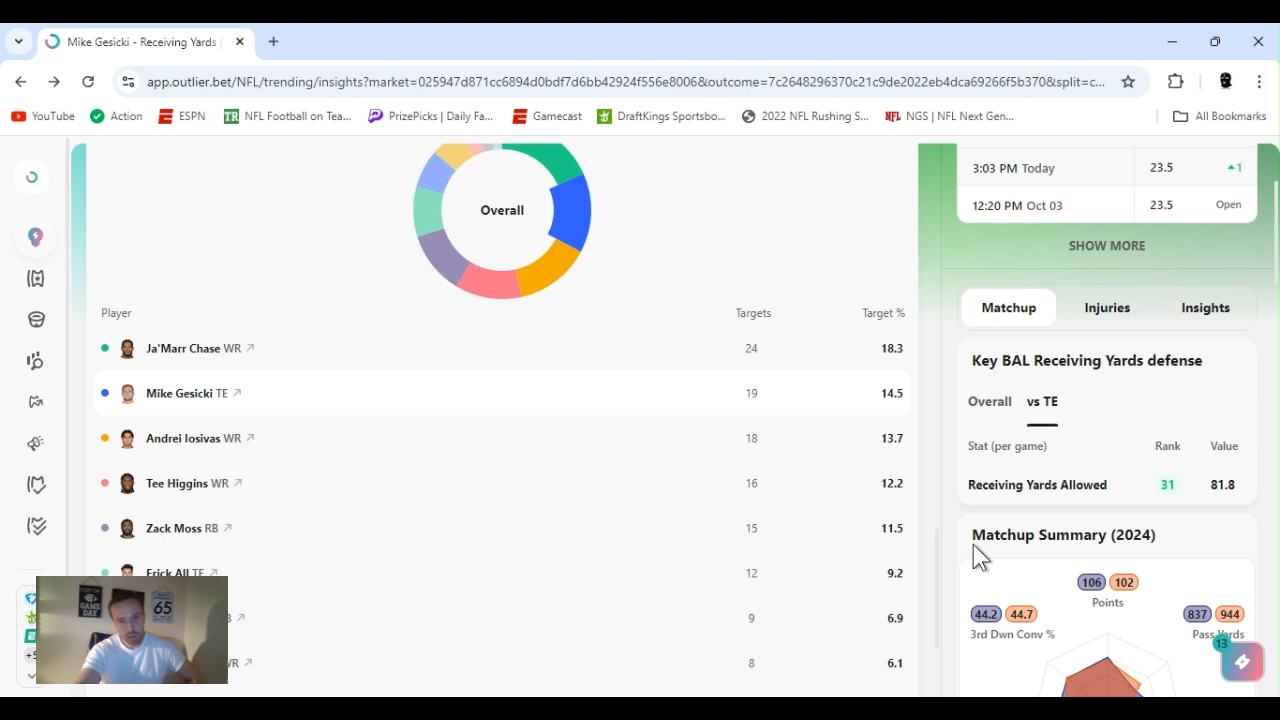 Mike Gesicki - Receiving Yards
app.outlier.bet/NFL/trending/insights?market=025947d871cc6894d0bdf7d6bb42924f556e8006&outcome=7c2648296370c21c9de2022eb4dca69266f5b370&split=c...
YouTube Action ESPN NFL Football on Tea... PrizePicks | Daily Fa... Gamecast DraftKings Sportsbo... 2022 NFL Rushing S... NGS | NFL Next Gen... All Bookmarks
Overall
Player Targets Target %
Ja'Marr Chase WR 24 18.3
Mike Gesicki TE 19 14.5
Andrei Iosivas WR 18 13.7
Tee Higgins WR 16 12.2
Zack Moss RB 15 11.5
Erick All TE 12 9.2
9 6.9
WR 8 6.1
GAME
DAY
65
3:03 PM Today 23.5 1
12:20 PM Oct 03 23.5 Open
SHOW MORE
Matchup Injuries Insights
Key BAL Receiving Yards defense
Overall vs TE
Stat (per game) Rank Value
Receiving Yards Allowed 31 81.8
Matchup Summary (2024)
106 102
Points
44.2 44.7
3rd Dwn Conv %
837 944
Pass Yards
13